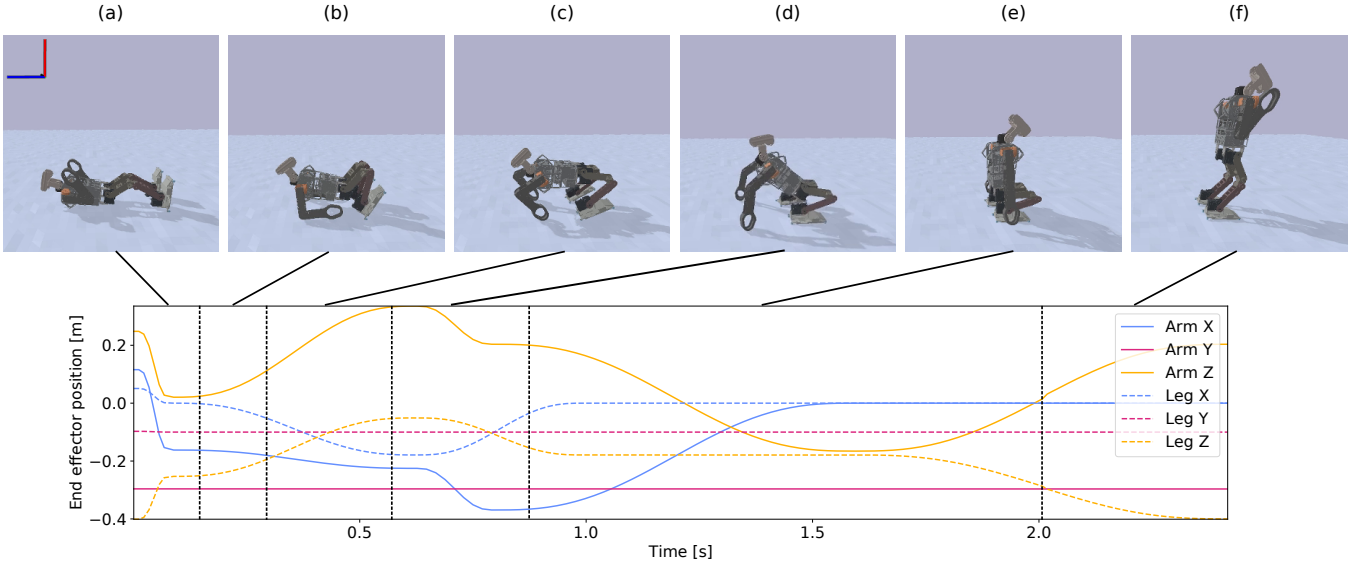 (a) (b) (c) (d) (e) (f)
End effector position [m]
0.2
0.0
−0.2
−0.4
Arm X
Arm Y
Arm Z
Leg X
Leg Y
Leg Z
0.5 1.0 1.5 2.0
Time [s]